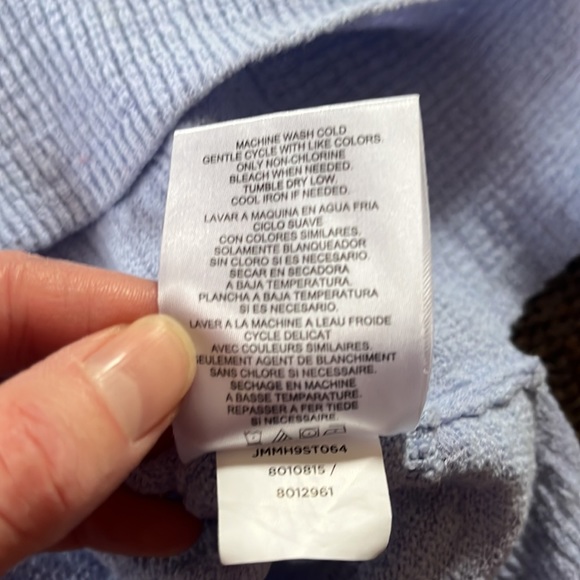 MACHINE WASH COLD
GENTLE CYCLE WITH LIKE COLORS.
ONLY NON-CHLORINE
BLEACH WHEN NEEDED.
TUMBLE DRY LOW.
COOL IRON IF NEEDED.
LAVAR A MAQUINA EN AGUA FRIA
CICLO SUAVE
CON COLORES SIMILARES.
SOLAMENTE BLANQUEADOR
SIN CLORO SI ES NECESARIO.
SECAR EN SECADORA
A BAJA TEMPERATURA.
PLANCHA A BAJA TEMPERATURA
SI ES NECESARIO.
LAVER A LA MACHINE A LEAU FROIDE
CYCLE DELICAT
AVEC COULEURS SIMILAIRES.
SEULEMENT AGENT DE BLANCHIMENT
SANS CHLORE SI NECESSAIRE.
SECHAGE EN MACHINE
A BASSE TEMPARATURE.
REPASSER A FER TIEDE
SI NECESSAIRE
JMMH9ST064
8010815 /
8012961